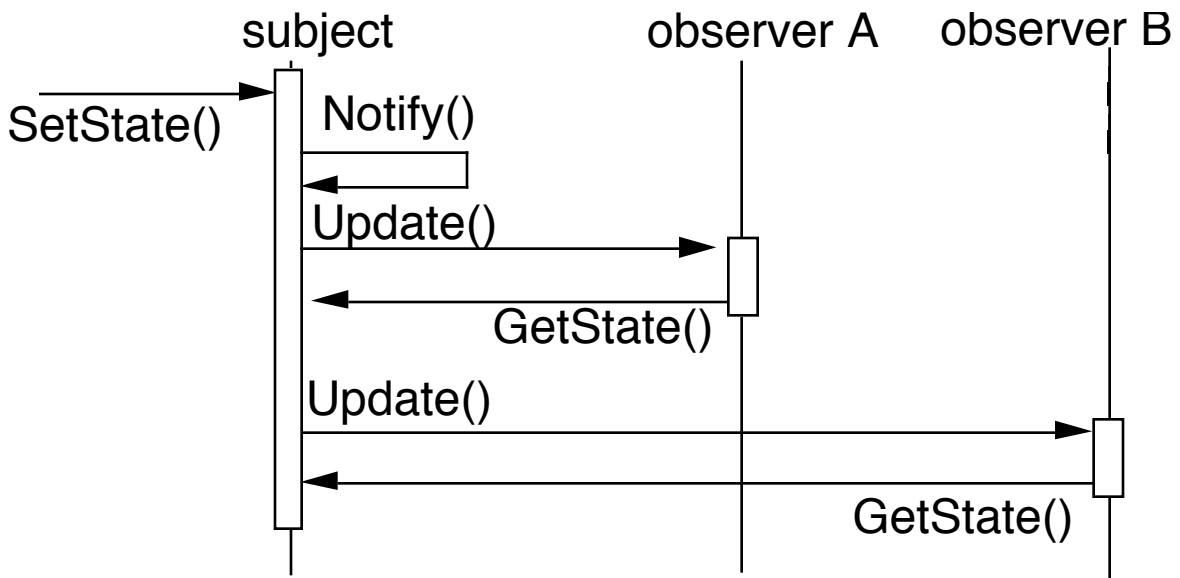 subject
observer A
observer B
SetState()
Notify()
Update()
GetState()
Update()
GetState()